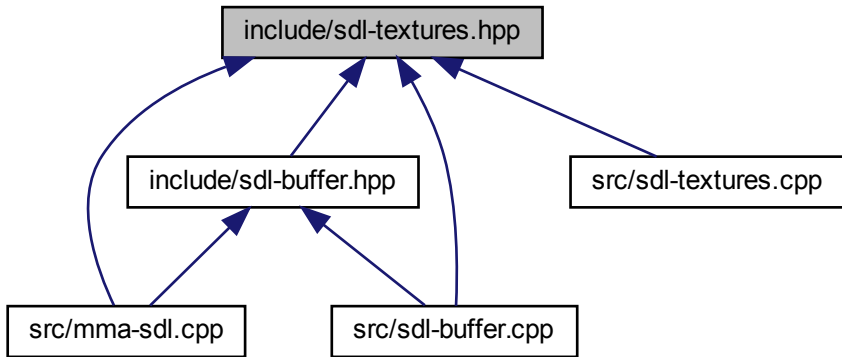 include/sdl-textures.hpp
include/sdl-buffer.hpp
src/sdl-textures.cpp
src/mma-sdl.cpp
src/sdl-buffer.cpp